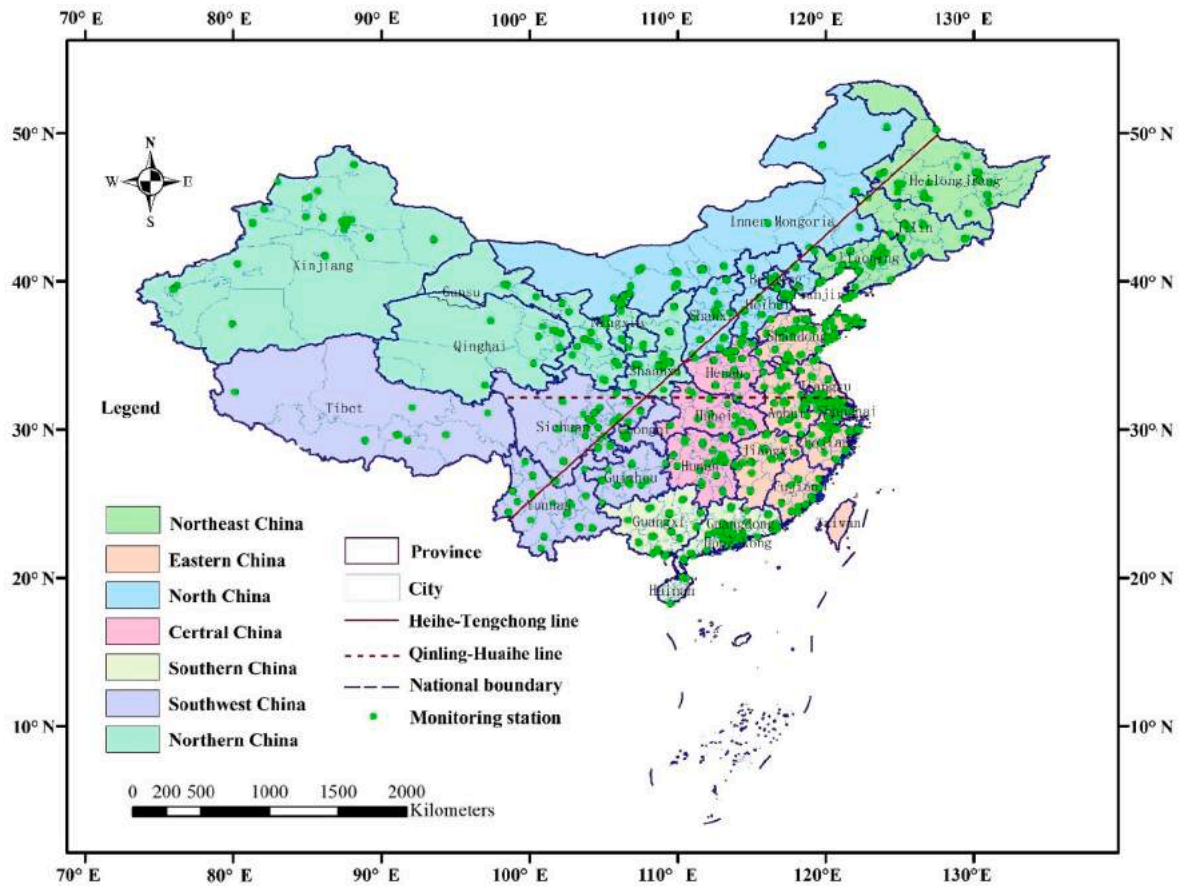 70° E 80° E 90° E 100° E 110° E 120° E 130° E
50° N 50° N
N
W E
S
Heilongjiang
Jilin
Inner Mongoria
Liaoning
40° N 40° N
Xinjiang
Gansu
Ningxia
Qinghai
Shandong
Shaanxi
Henan
Legend
Tibet
30° N 30° N
Sichuan
Hubei
Anhui
Hunan
Jiangxi
Guizhou
Yunnan
Fujian
Guangxi
Guangdong
Taiwan
20° N 20° N
Hainan
10° N 10° N
Northeast China
Eastern China
North China
Certral China
Southern China
Southwest China
Northern China
Province
City
Heihe-Tengchong line
Qinling-Huaihe line
National boundary
Monitoring station
0 200 500 1000 1500 2000
Kilometers
70° E 80° E 90° E 100° E 110° E 120° E 130° E